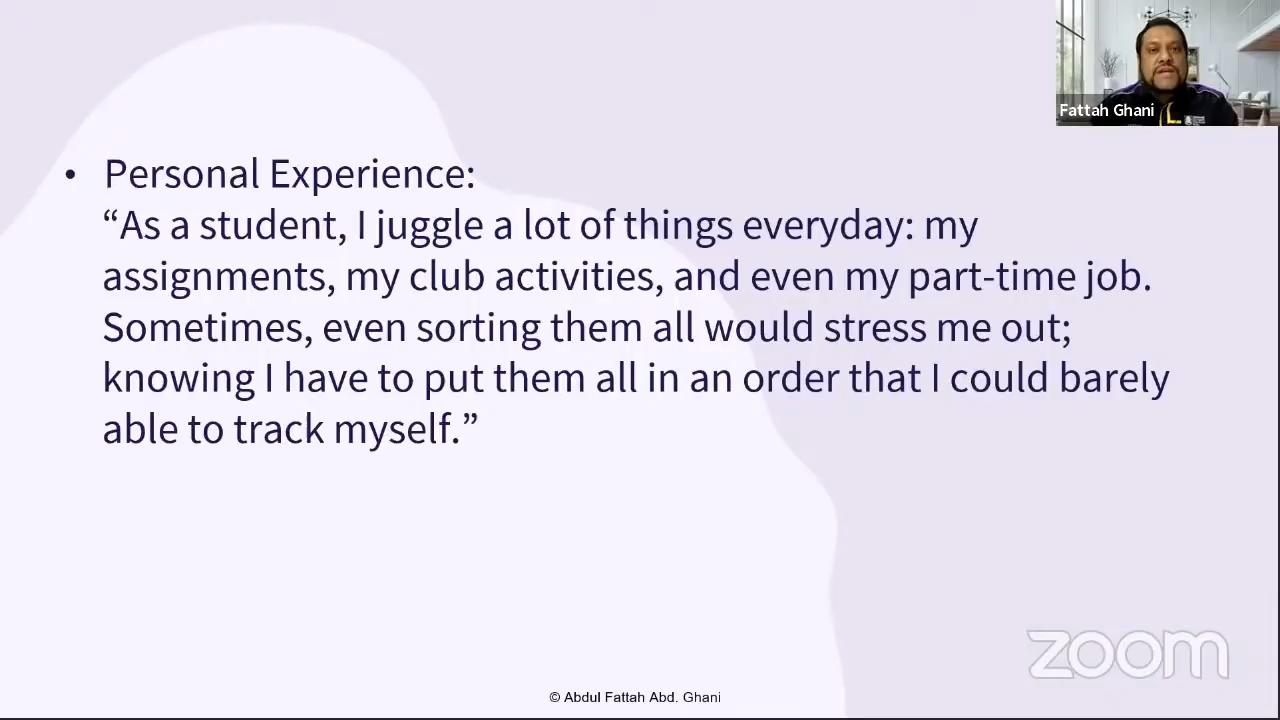 Fattah Ghani
• Personal Experience:
“As a student, I juggle a lot of things everyday: my
assignments, my club activities, and even my part-time job.
Sometimes, even sorting them all would stress me out;
knowing I have to put them all in an order that I could barely
able to track myself.”
zoom
© Abdul Fattah Abd. Ghani